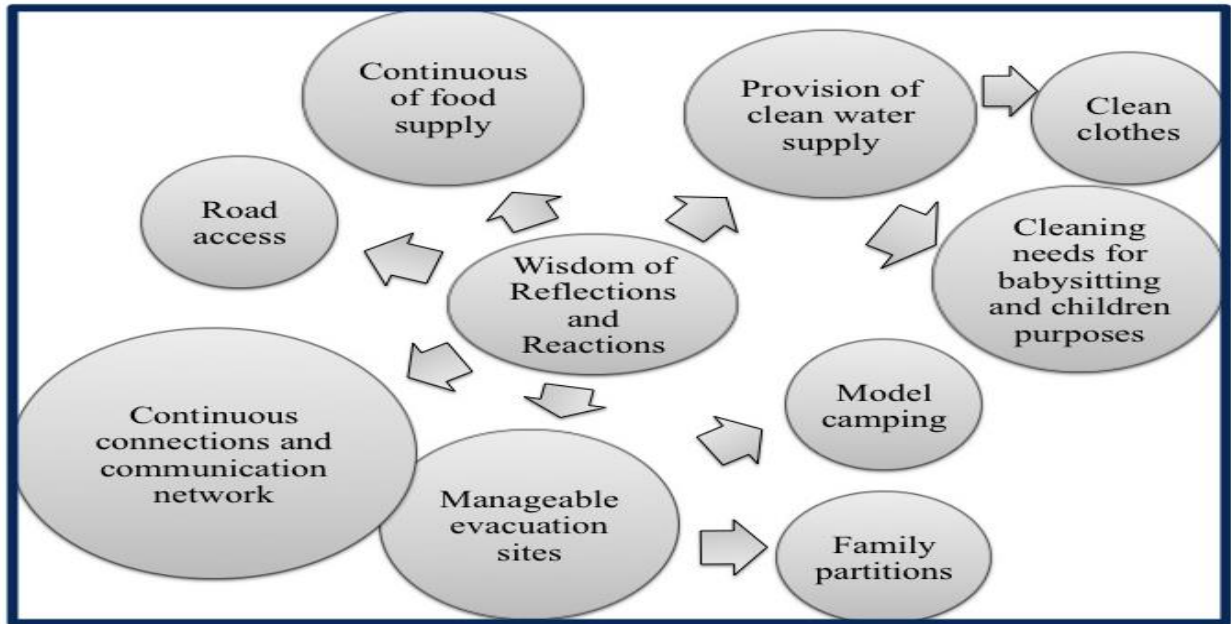 Continuous
of food
supply
Provision of
clean water
supply
Clean
clothes
Road
access
Cleaning
needs for
babysitting
and children
purposes
Wisdom of
Reflections
and
Reactions
Model
camping
Continuous
connections and
communication
network
Manageable
evacuation
sites
Family
partitions